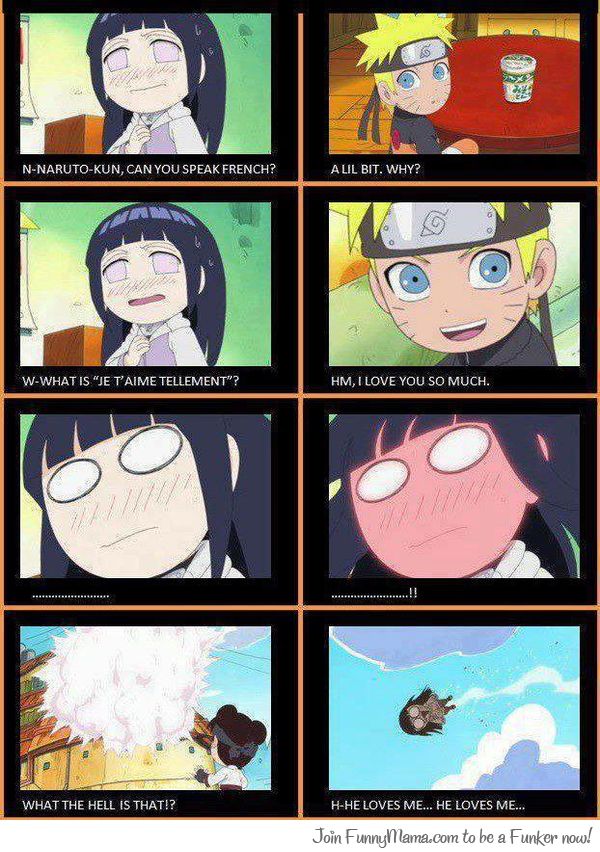 N-NARUTO-KUN, CAN YOU SPEAK FRENCH?
A LIL BIT. WHY?
W-WHAT IS “JE T’AIME TELLEMENT”?
HM, I LOVE YOU SO MUCH.
........................
........................!!
WHAT THE HELL IS THAT!?
H-HE LOVES ME... HE LOVES ME...
Join FunnyMama.com to be a Funker now!